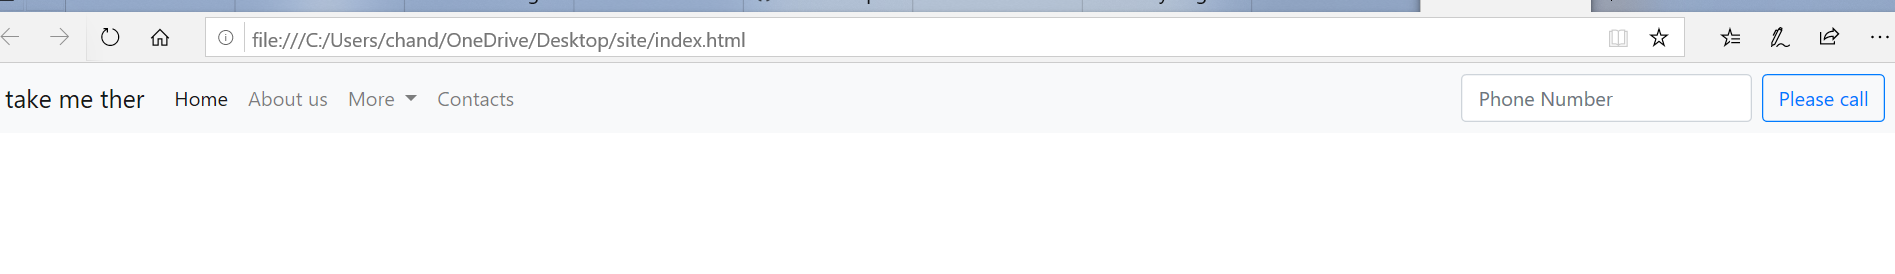 file:///C:/Users/chand/OneDrive/Desktop/site/index.html
take me ther Home About us More Contacts Phone Number Please call